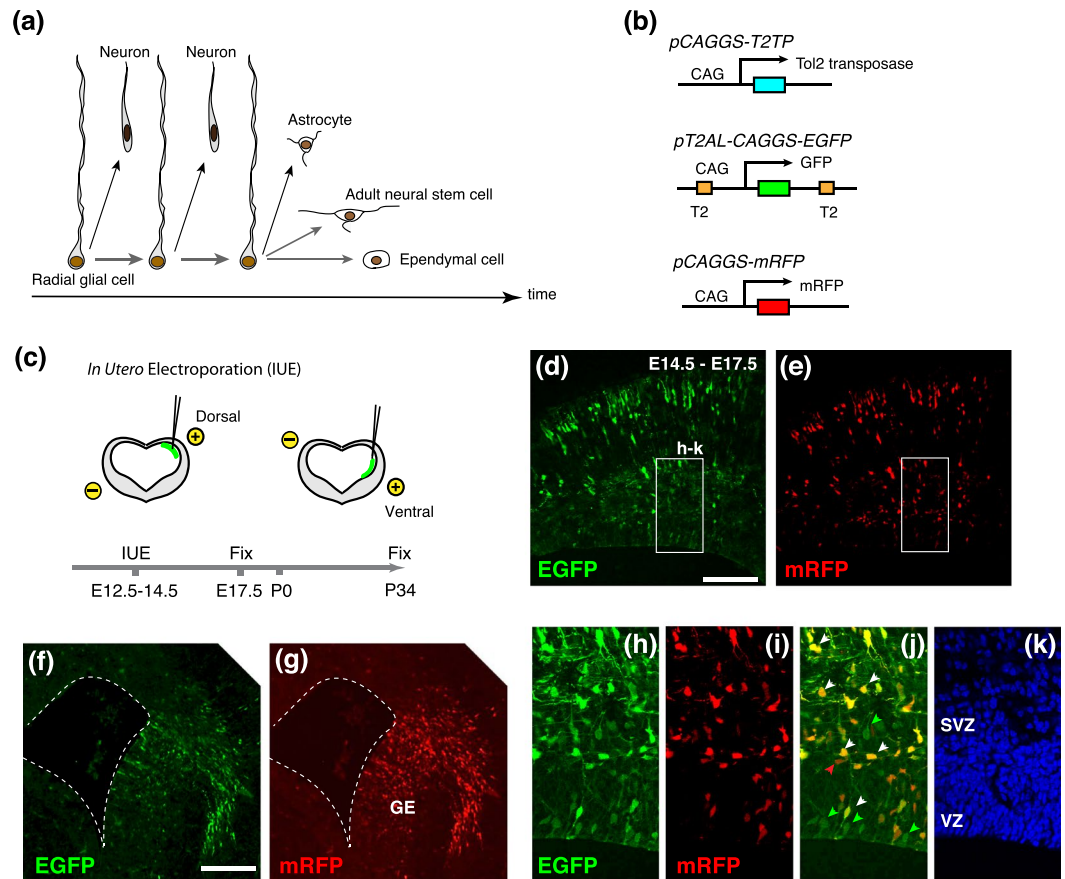 (a)
Neuron
Neuron
Astrocyte
Adult neural stem cell
Ependymal cell
Radial glial cell
time
(b)
pCAGGS-T2TP
CAG
Tol2 transposase
pT2AL-CAGGS-EGFP
CAG
GFP
T2
T2
pCAGGS-mRFP
CAG
mRFP
(c)
In Utero Electroporation (IUE)
Dorsal
+
−
−
+
Ventral
IUE
Fix
Fix
E12.5-14.5
E17.5
P0
P34
(d)
E14.5 - E17.5
h-k
EGFP
(e)
mRFP
(f)
EGFP
(g)
GE
mRFP
(h)
EGFP
(i)
mRFP
(j)
(k)
SVZ
VZ